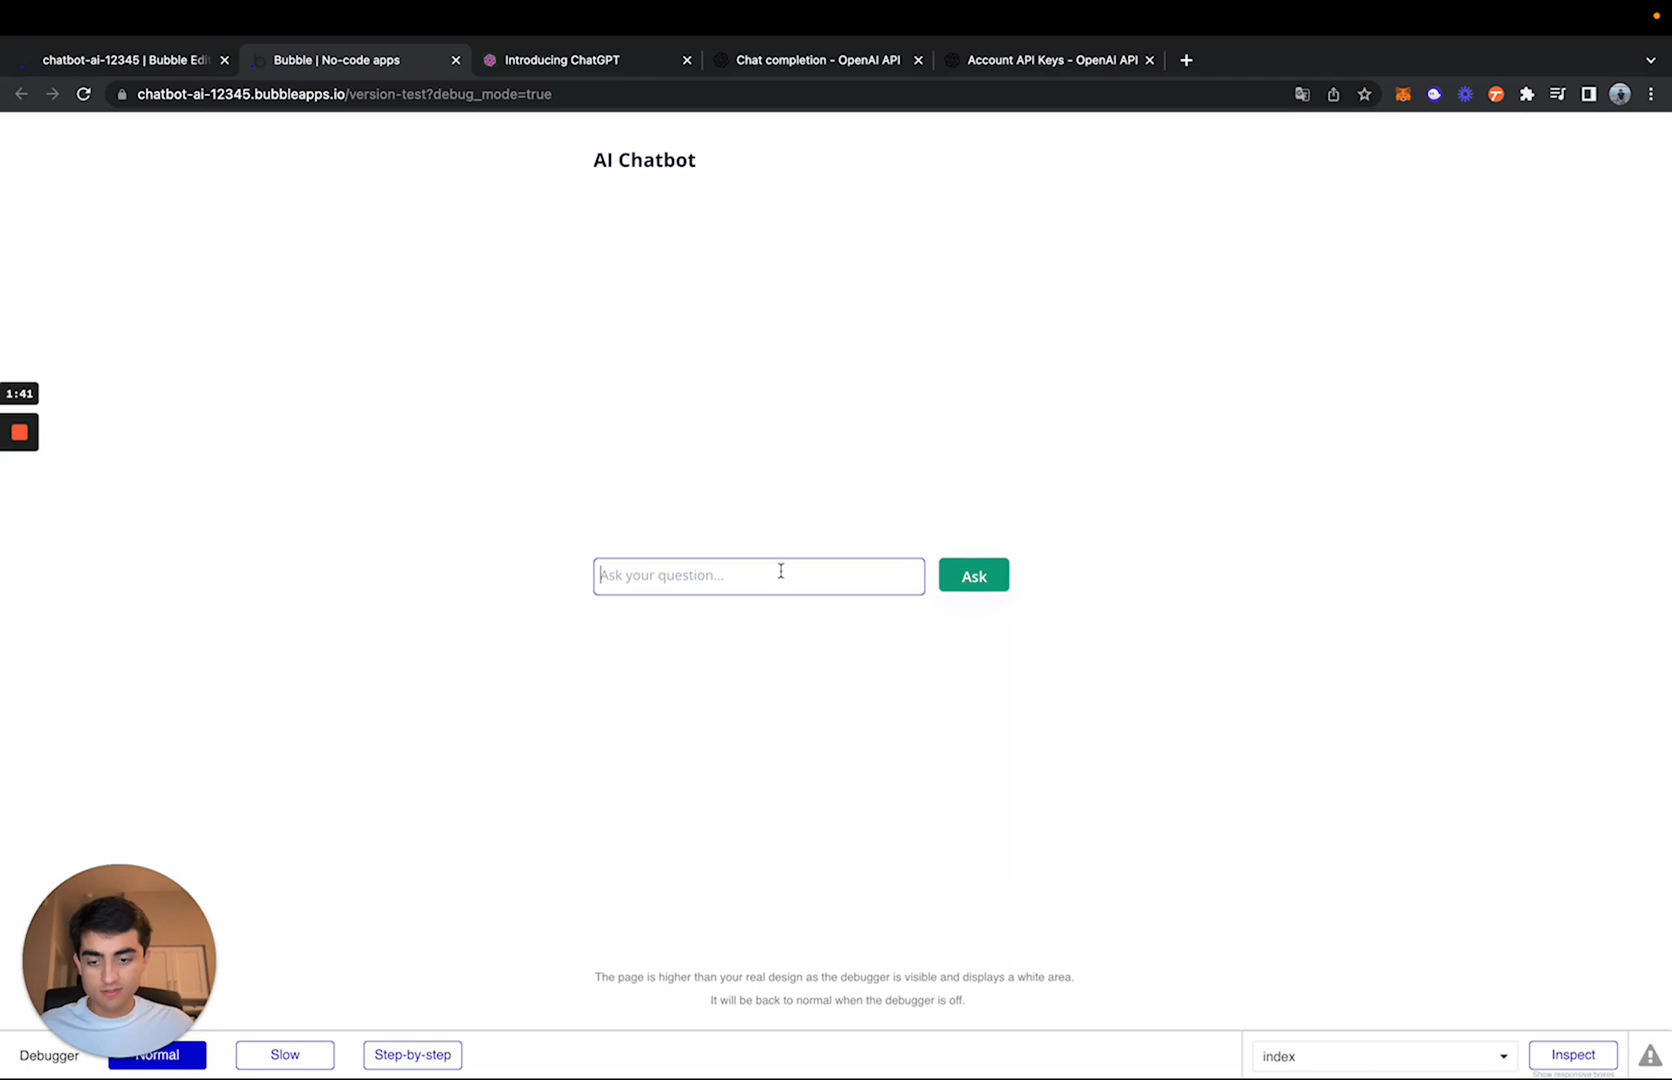 chatbot-ai-12345 | Bubble Edi
Bubble | No-code apps
Introducing ChatGPT
Chat completion - OpenAI API
Account API Keys - OpenAI API
chatbot-ai-12345.bubbleapps.io/version-test?debug_mode=true
AI Chatbot
1:41
Ask your question...
Ask
The page is higher than your real design as the debugger is visible and displays a white area.
It will be back to normal when the debugger is off.
Debugger
Normal
Slow
Step-by-step
index
Inspect
Show responsive boxes